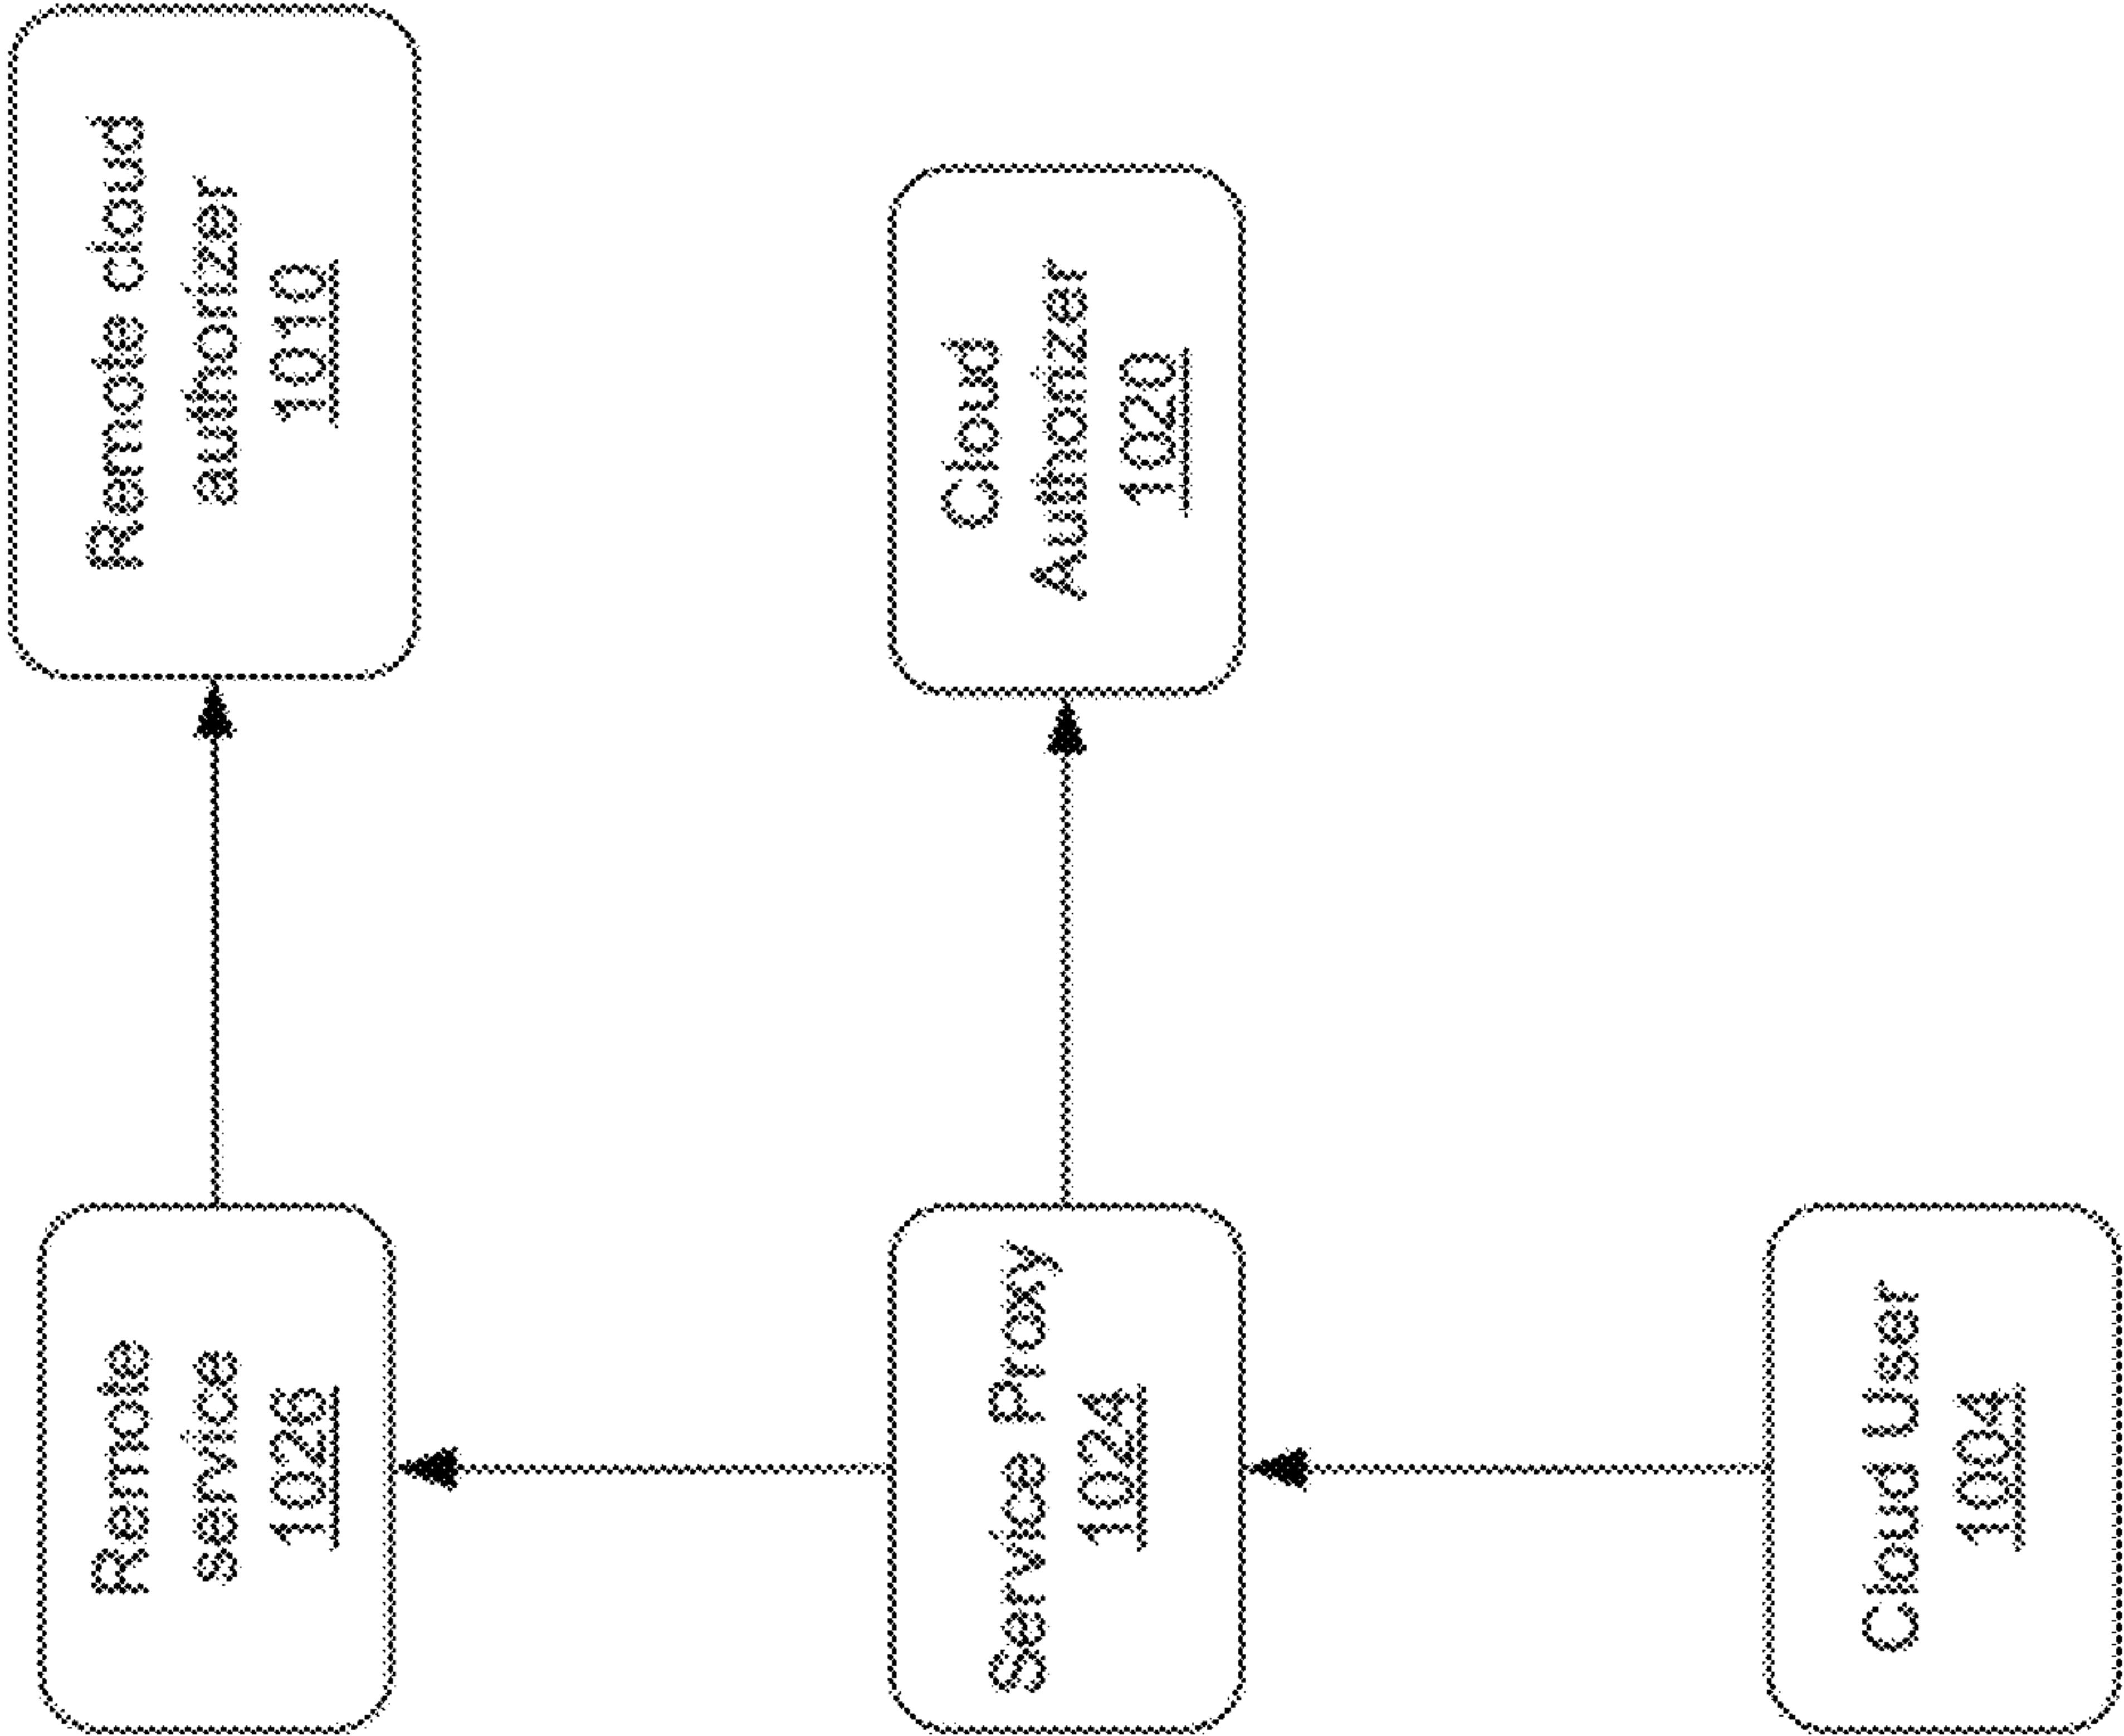 Remote
service
1026
Remote cloud
authorizer
1010
Service Proxy
1024
Cloud
Authorizer
1020
Cloud User
1004